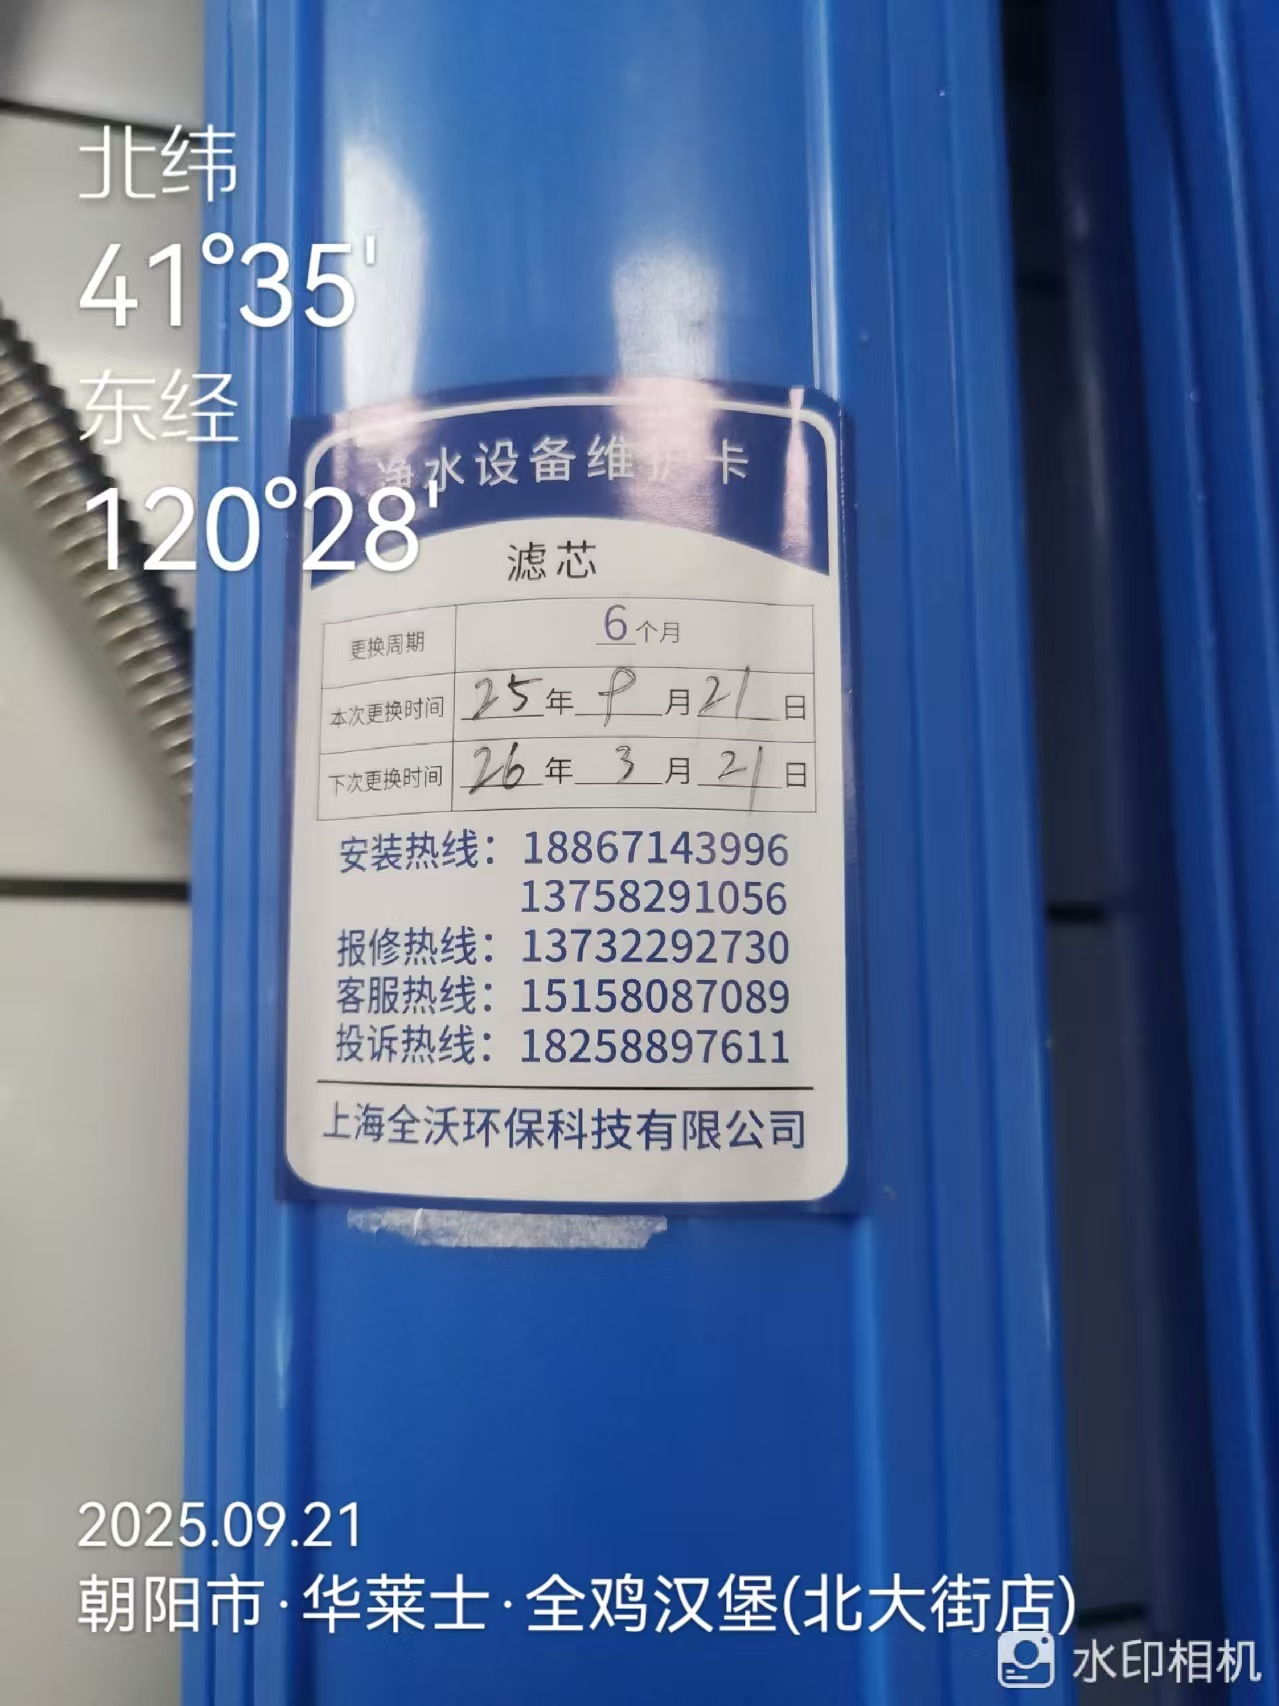 北纬
41°35'
东经
120°28'
净水设备维护卡
滤芯
更换周期 6个月
本次更换时间 25年9月21日
下次更换时间 26年3月21日
安装热线：18867143996
13758291056
报修热线：13732292730
客服热线：15158087089
投诉热线：18258897611
上海全沃环保科技有限公司
2025.09.21
朝阳市·华莱士·全鸡汉堡(北大街店)
水印相机